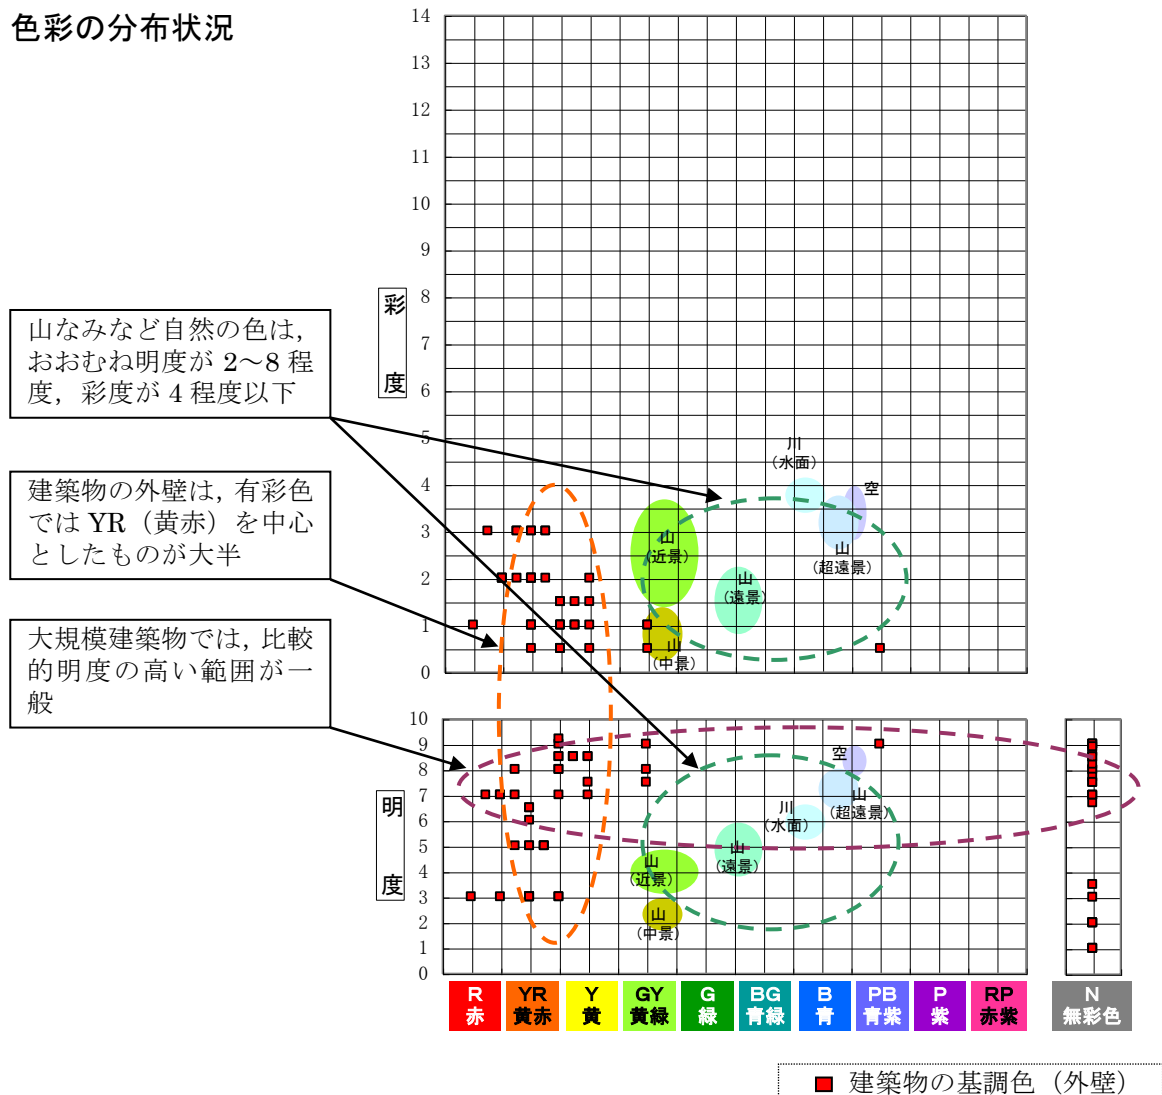 色彩の分布状況
14
13
12
11
10
9
8
7
6
5
4
3
2
1
0
彩度
山なみなど自然の色は，
おおむね明度が 2～8 程
度，彩度が 4 程度以下
建築物の外壁は，有彩色
では YR（黄赤）を中心
としたものが大半
大規模建築物では，比較
的明度の高い範囲が一
般
川
（水面）
空
山
（近景）
山
（超遠景）
山
（遠景）
山
（中景）
10
9
8
7
6
5
4
3
2
1
0
明度
空
山
（超遠景）
川
（水面）
山
（遠景）
山
（近景）
山
（中景）
R YR Y GY G BG B PB P RP N
赤 黄赤 黄 黄緑 緑 青緑 青 青紫 紫 赤紫 無彩色
建築物の基調色（外壁）